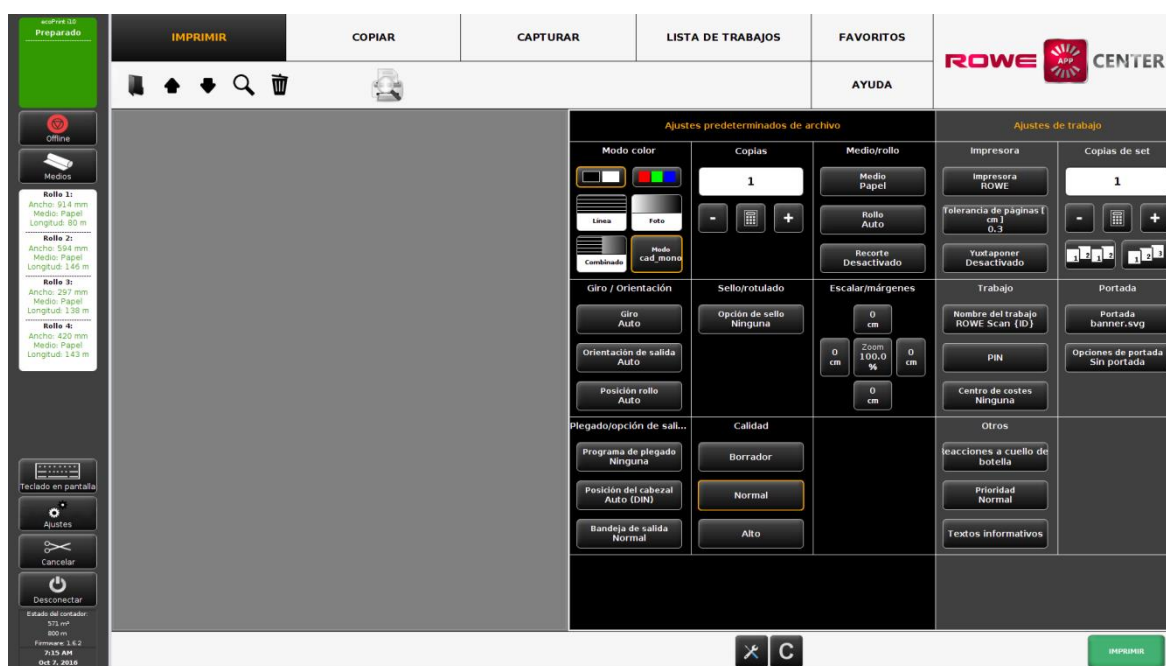 ecoPrint i10
Preparado
IMPRIMIR
COPIAR
CAPTURAR
LISTA DE TRABAJOS
FAVORITOS
AYUDA
ROWE APP CENTER
Offline
Medios
Rollo 1:
Ancho: 914 mm
Medio: Papel
Longitud: 80 m
Rollo 2:
Ancho: 594 mm
Medio: Papel
Longitud: 146 m
Rollo 3:
Ancho: 297 mm
Medio: Papel
Longitud: 138 m
Rollo 4:
Ancho: 420 mm
Medio: Papel
Longitud: 143 m
Teclado en pantalla
Ajustes
Cancelar
Desconectar
Estado del contador:
571 m²
800 m
Firmware: 1.6.2
7:15 AM
Oct 7, 2016
Ajustes predeterminados de archivo
Modo color
Línea
Foto
Combinado
Modo
cad_mono
Copias
1
-
+
Medio/rollo
Medio
Papel
Rollo
Auto
Recorte
Desactivado
Giro / Orientación
Giro
Auto
Orientación de salida
Auto
Posición rollo
Auto
Sello/rotulado
Opción de sello
Ninguna
Escalar/márgenes
0
cm
0
cm
Zoom
100.0
%
0
cm
0
cm
Plegado/opción de sali...
Programa de plegado
Ninguna
Posición del cabezal
Auto (DIN)
Bandeja de salida
Normal
Calidad
Borrador
Normal
Alto
Ajustes de trabajo
Impresora
Impresora
ROWE
Tolerancia de páginas [
cm ]
0.3
Yuxtaponer
Desactivado
Copias de set
1
-
+
1 2 1 2
1 2 3
Trabajo
Nombre del trabajo
ROWE Scan {ID}
PIN
Centro de costes
Ninguna
Portada
Portada
banner.svg
Opciones de portada
Sin portada
Otros
eacciones a cuello de
botella
Prioridad
Normal
Textos informativos
C
IMPRIMIR